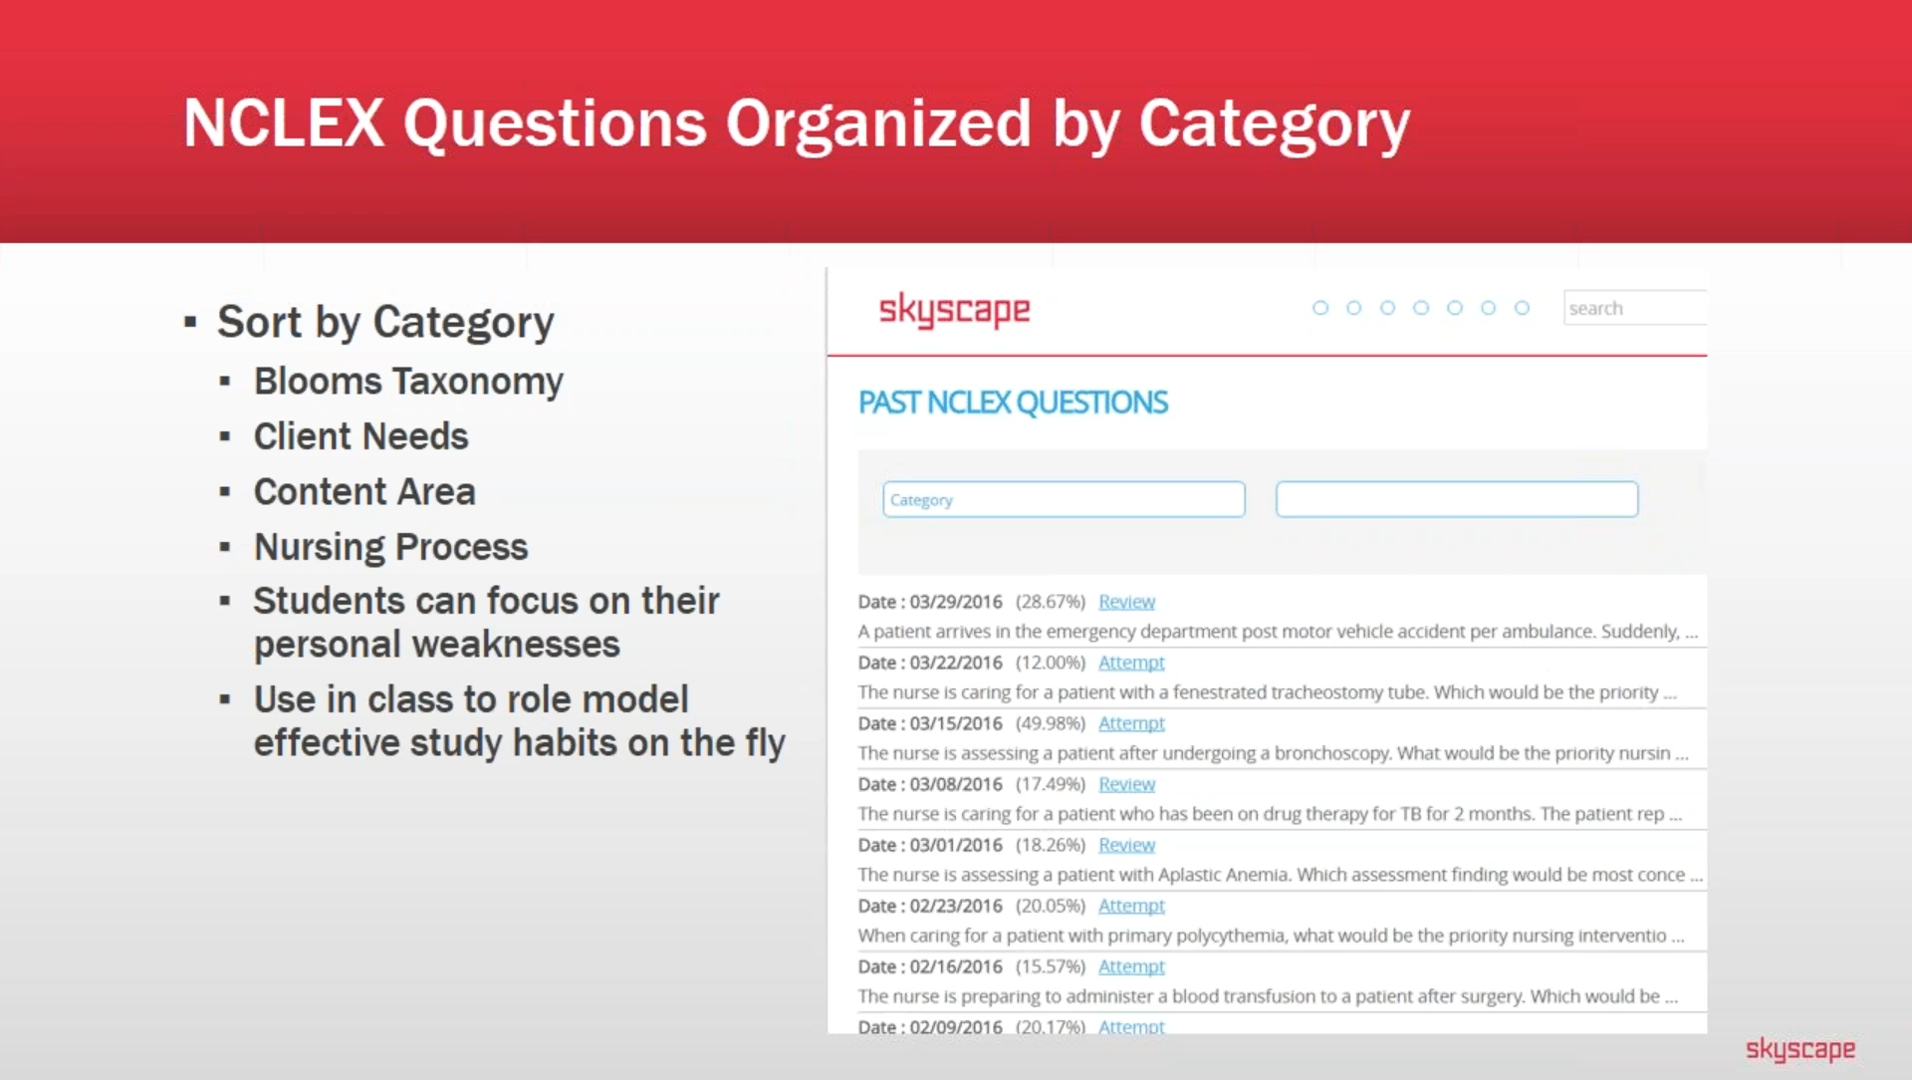 NCLEX Questions Organized by Category
▪ Sort by Category
▪ Blooms Taxonomy
▪ Client Needs
▪ Content Area
▪ Nursing Process
▪ Students can focus on their
personal weaknesses
▪ Use in class to role model
effective study habits on the fly
skyscape
search
PAST NCLEX QUESTIONS
Category
Date : 03/29/2016 (28.67%) Review
A patient arrives in the emergency department post motor vehicle accident per ambulance. Suddenly, ...
Date : 03/22/2016 (12.00%) Attempt
The nurse is caring for a patient with a fenestrated tracheostomy tube. Which would be the priority ...
Date : 03/15/2016 (49.98%) Attempt
The nurse is assessing a patient after undergoing a bronchoscopy. What would be the priority nursin ...
Date : 03/08/2016 (17.49%) Review
The nurse is caring for a patient who has been on drug therapy for TB for 2 months. The patient rep ...
Date : 03/01/2016 (18.26%) Review
The nurse is assessing a patient with Aplastic Anemia. Which assessment finding would be most conce ...
Date : 02/23/2016 (20.05%) Attempt
When caring for a patient with primary polycythemia, what would be the priority nursing interventio ...
Date : 02/16/2016 (15.57%) Attempt
The nurse is preparing to administer a blood transfusion to a patient after surgery. Which would be ...
Date : 02/09/2016 (20.17%) Attempt
skyscape